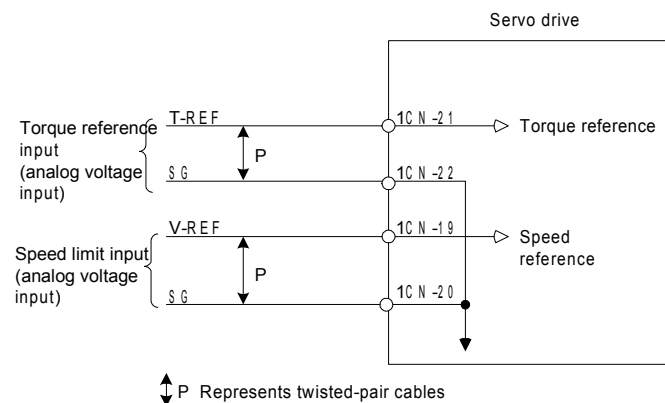 Servo drive
T-REF
1CN-21
Torque reference
Torque reference
input
(analog voltage
input)
P
SG
1CN-22
V-REF
1CN-19
Speed
reference
Speed limit input
(analog voltage
input)
P
SG
1CN-20
P Represents twisted-pair cables